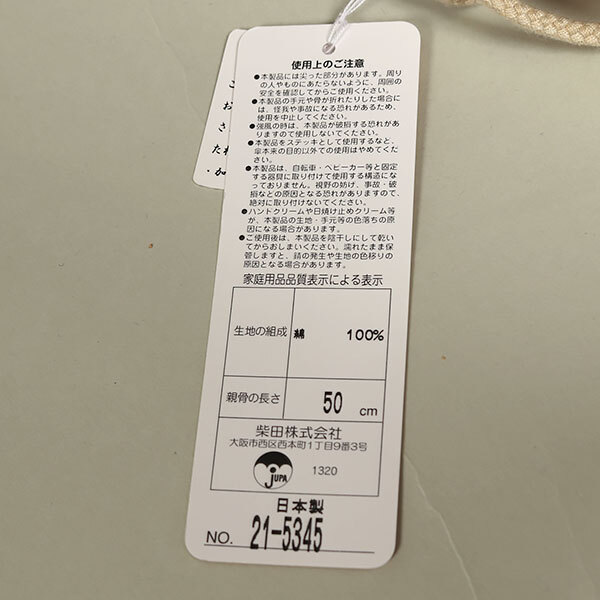 使用上のご注意
●本製品には尖った部分があります。周り
の人やものにあたらないように、周囲の
安全を確認してからご使用ください。
●本製品の手元や骨が折れたりした場合に
は、怪我や事故になる恐れがあるため、
使用を中止してください。
●強風の時は、本製品が破損する恐れがあ
りますので使用しないでください。
●本製品をステッキとして使用するなど、
傘本来の目的以外での使用はやめてくだ
さい。
●本製品は、自転車・ベビーカー等と固定
する器具に取り付けて使用する構造にな
っておりません。視野の妨げ、事故・破
損などの原因となる恐れがありますので、
絶対に取り付けないてください。
●ハンドクリームや日焼け止めクリーム等
が、本製品の生地・手元等の色落ちの原
因になる場合があります。
●ご使用後は、本製品を陰干しにして乾い
てからおしまいください。濡れたまま保
管しますと、錆の発生や生地の色移りの
原因となる場合があります。
家庭用品品質表示による表示
生地の組成 綿 100%
親骨の長さ 50 cm
柴田株式会社
大阪市西区西本町1丁目9番3号
JUPA 1320
日本製
NO. 21-5345